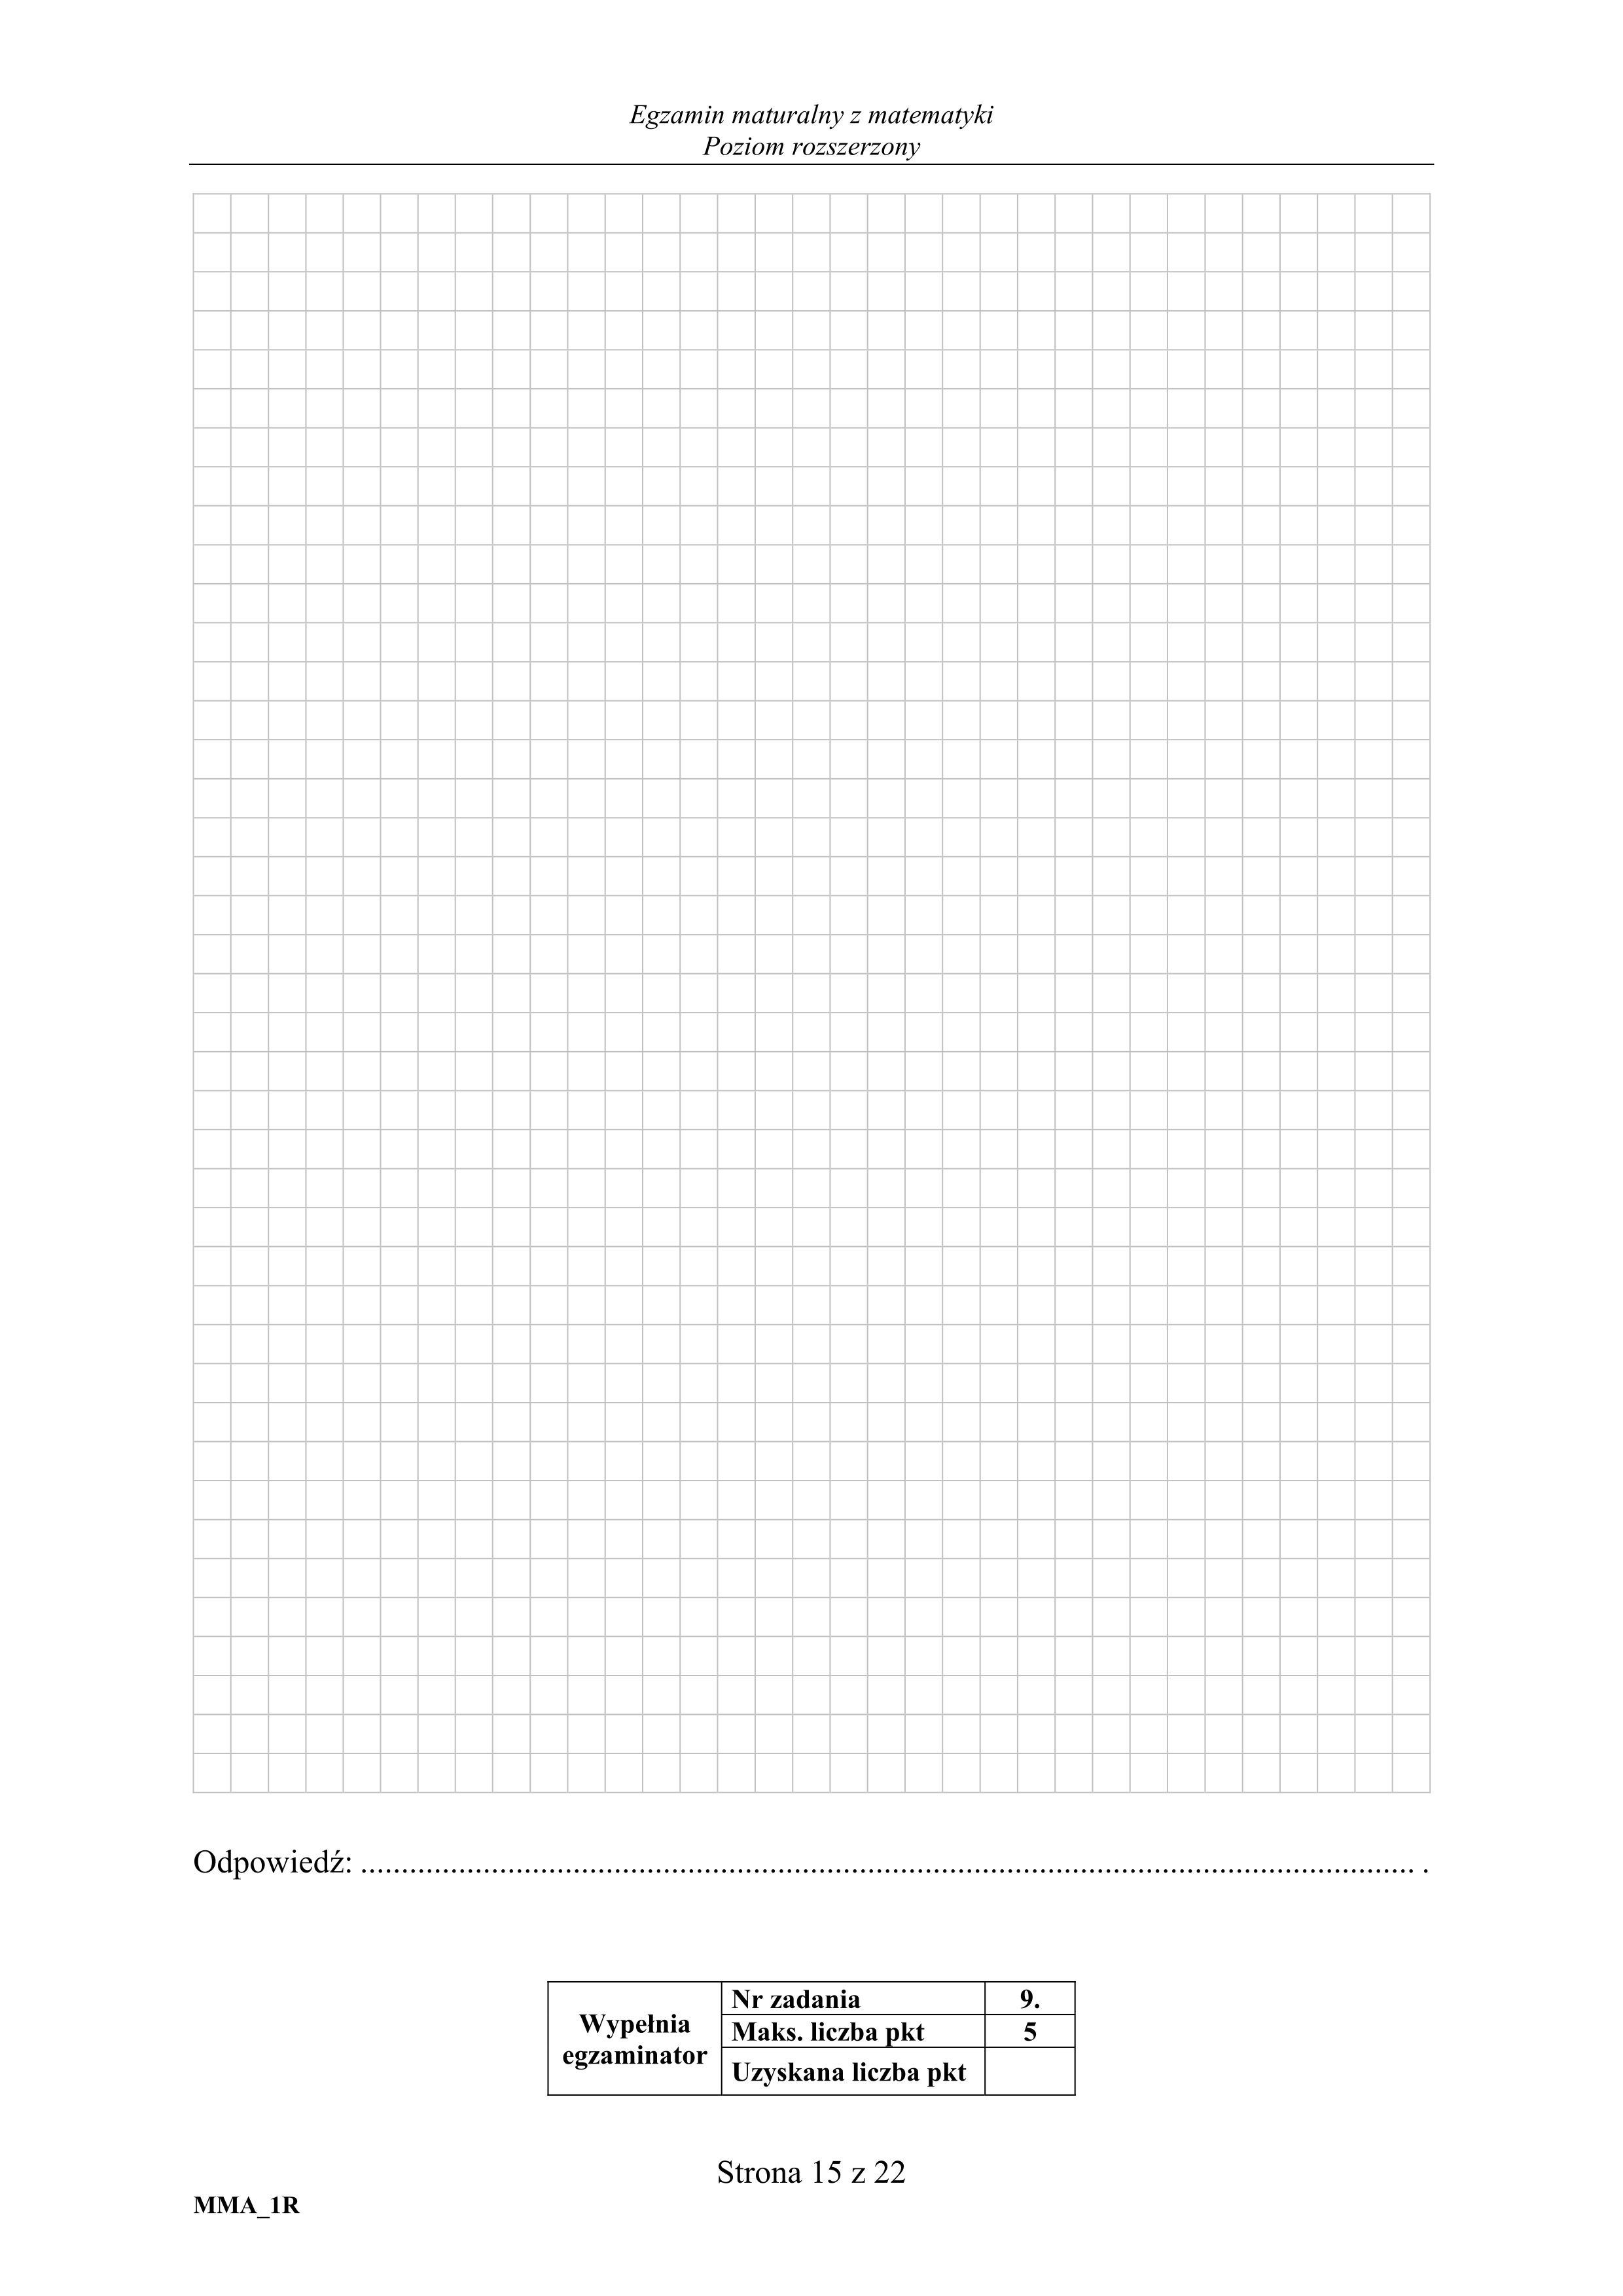 Egzamin maturalny z matematyki
Poziom rozszerzony
Odpowiedź: ................................................................................................................................. .
Wypełnia egzaminator
Nr zadania 9.
Maks. liczba pkt 5
Uzyskana liczba pkt
Strona 15 z 22
MMA_1R